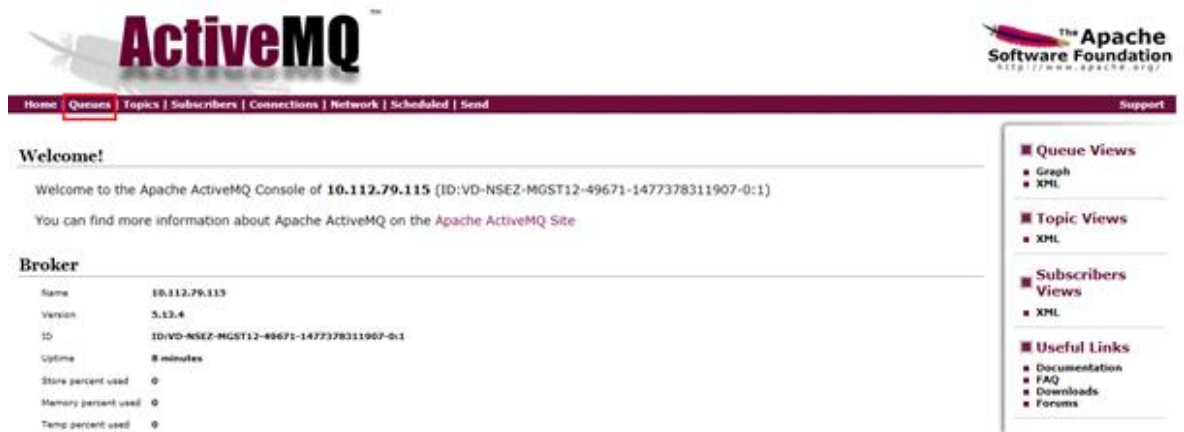 ActiveMQ™
The Apache
Software Foundation
http://www.apache.org/
Home | Queues | Topics | Subscribers | Connections | Network | Scheduled | Send
Support
Welcome!
Welcome to the Apache ActiveMQ Console of 10.112.79.115 (ID:VD-NSEZ-MGST12-49671-1477378311907-0:1)
You can find more information about Apache ActiveMQ on the Apache ActiveMQ Site
Broker
Name 10.112.79.115
Version 5.13.4
ID ID:VD-NSEZ-MGST12-49671-1477378311907-0:1
Uptime 8 minutes
Store percent used 0
Memory percent used 0
Temp percent used 0
Queue Views
Graph
XML
Topic Views
XML
Subscribers
Views
XML
Useful Links
Documentation
FAQ
Downloads
Forums